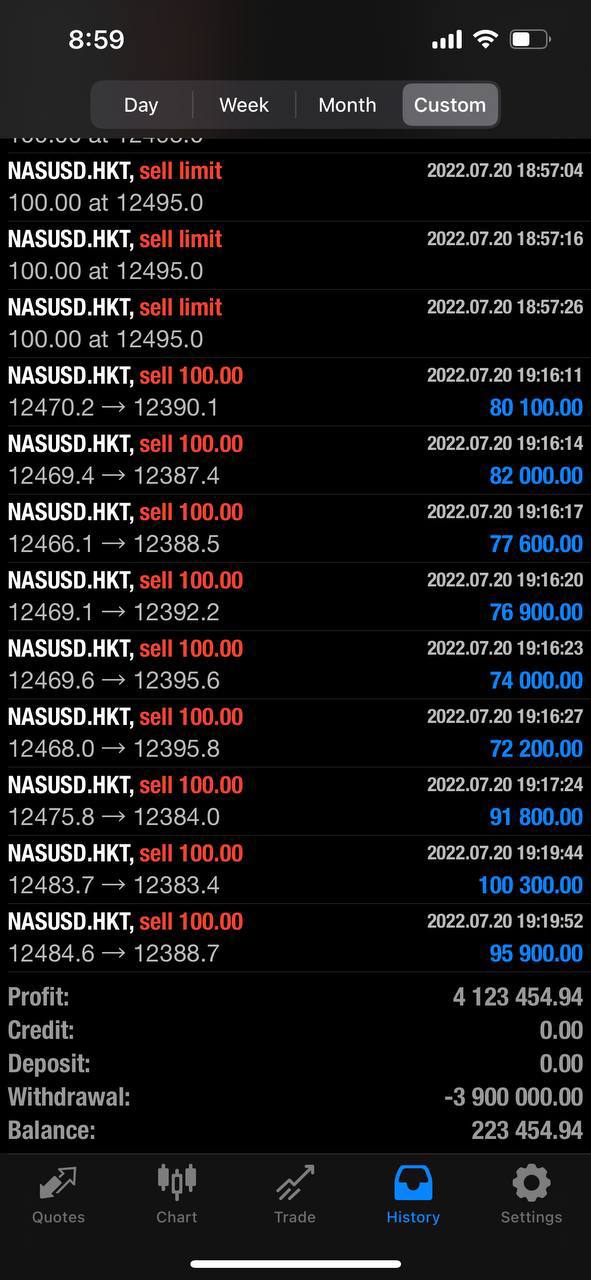 8:59
Day Week Month Custom
NASUSD.HKT, sell limit 2022.07.20 18:57:04
100.00 at 12495.0
NASUSD.HKT, sell limit 2022.07.20 18:57:16
100.00 at 12495.0
NASUSD.HKT, sell limit 2022.07.20 18:57:26
100.00 at 12495.0
NASUSD.HKT, sell 100.00 2022.07.20 19:16:11
12470.2 → 12390.1 80 100.00
NASUSD.HKT, sell 100.00 2022.07.20 19:16:14
12469.4 → 12387.4 82 000.00
NASUSD.HKT, sell 100.00 2022.07.20 19:16:17
12466.1 → 12388.5 77 600.00
NASUSD.HKT, sell 100.00 2022.07.20 19:16:20
12469.1 → 12392.2 76 900.00
NASUSD.HKT, sell 100.00 2022.07.20 19:16:23
12469.6 → 12395.6 74 000.00
NASUSD.HKT, sell 100.00 2022.07.20 19:16:27
12468.0 → 12395.8 72 200.00
NASUSD.HKT, sell 100.00 2022.07.20 19:17:24
12475.8 → 12384.0 91 800.00
NASUSD.HKT, sell 100.00 2022.07.20 19:19:44
12483.7 → 12383.4 100 300.00
NASUSD.HKT, sell 100.00 2022.07.20 19:19:52
12484.6 → 12388.7 95 900.00
Profit: 4 123 454.94
Credit: 0.00
Deposit: 0.00
Withdrawal: -3 900 000.00
Balance: 223 454.94
Quotes Chart Trade History Settings